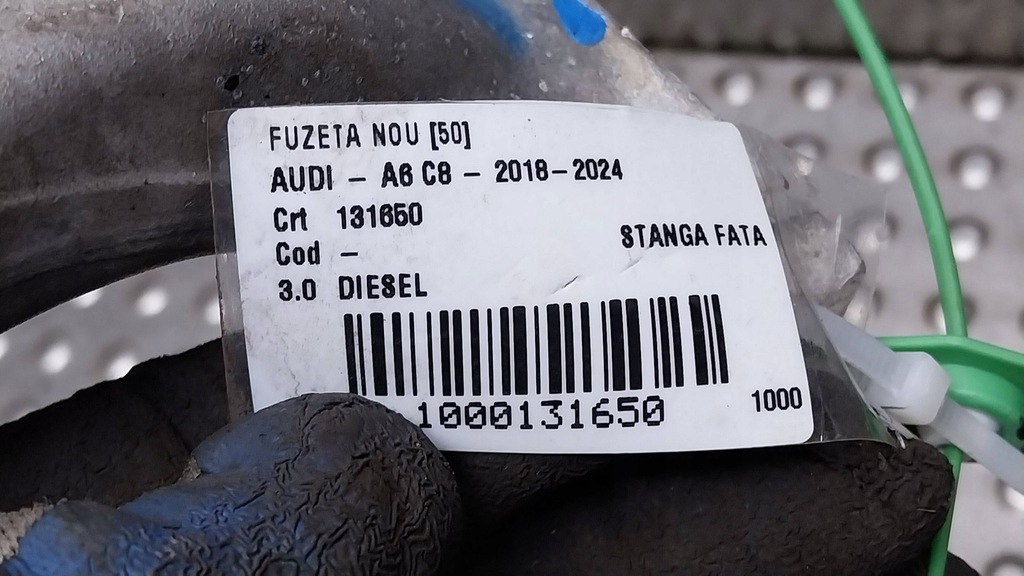 FUZETA NOU [50]
AUDI - A6 C8 - 2018-2024
Crt 131650
STANGA FATA
Cod -
3.0 DIESEL
1000131650
1000